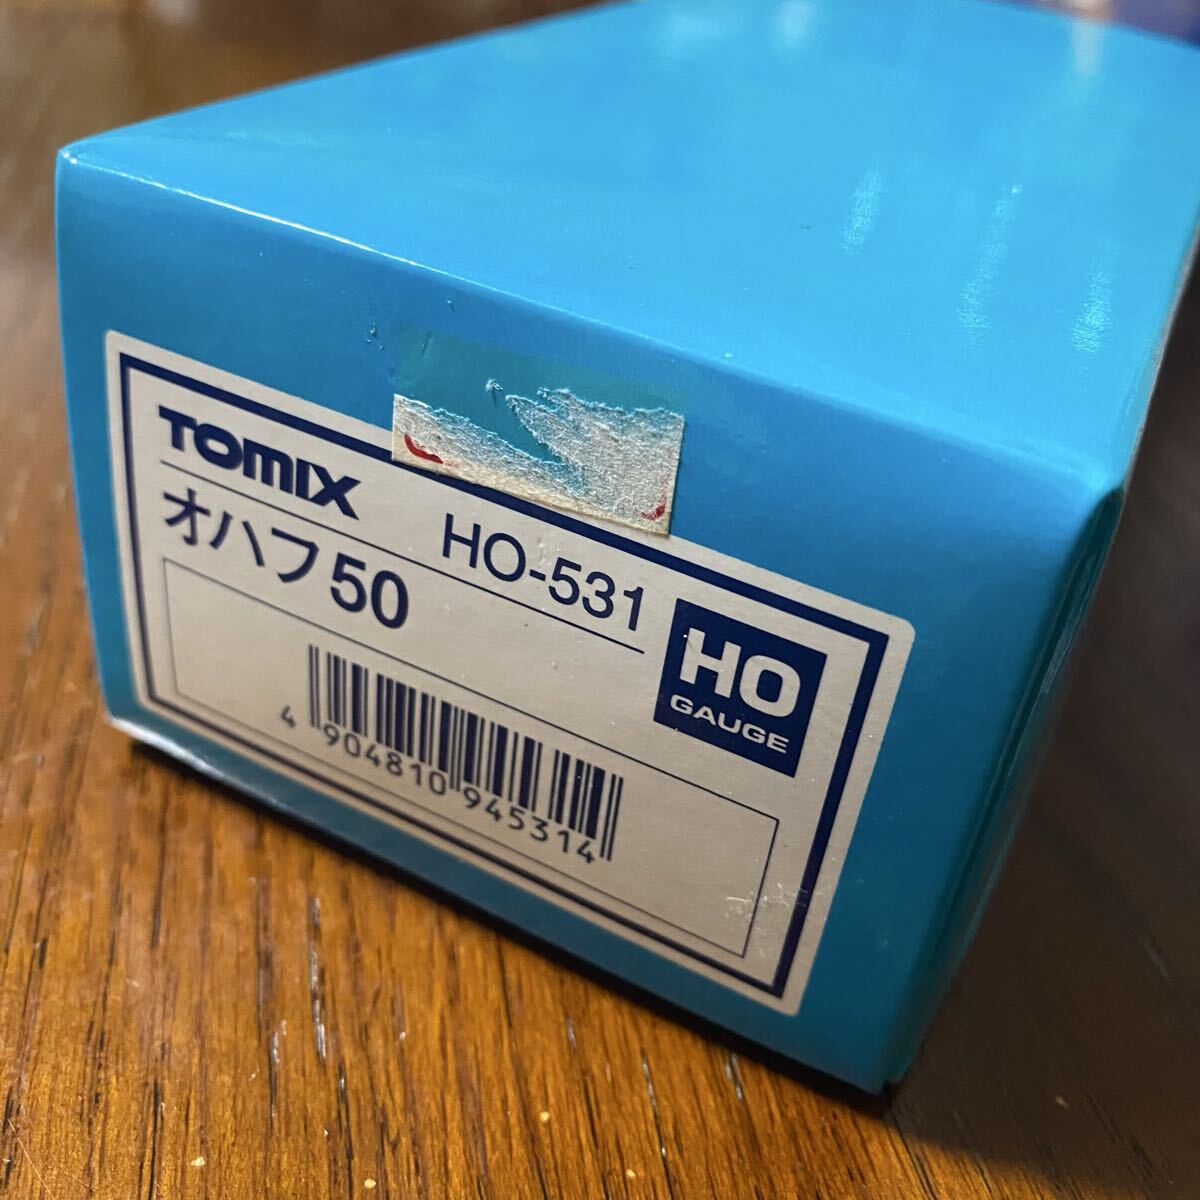 TOMIX
HO-531
オハフ50
HO
GAUGE
4 904810 945314